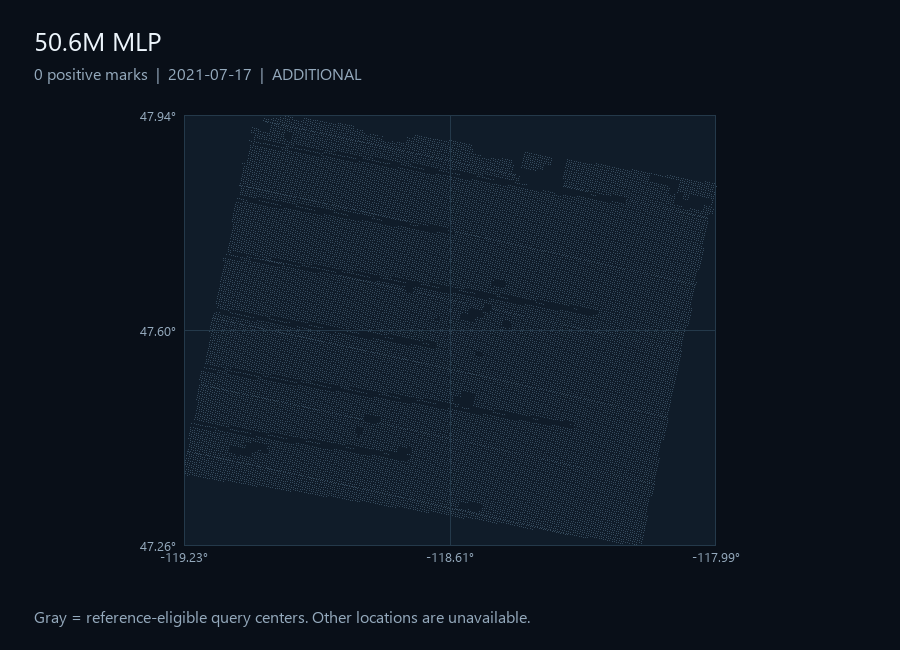 50.6M MLP
0 positive marks | 2021-07-17 | ADDITIONAL
47.94°
47.60°
47.26°
-119.23°
-118.61°
-117.99°
Gray = reference-eligible query centers. Other locations are unavailable.